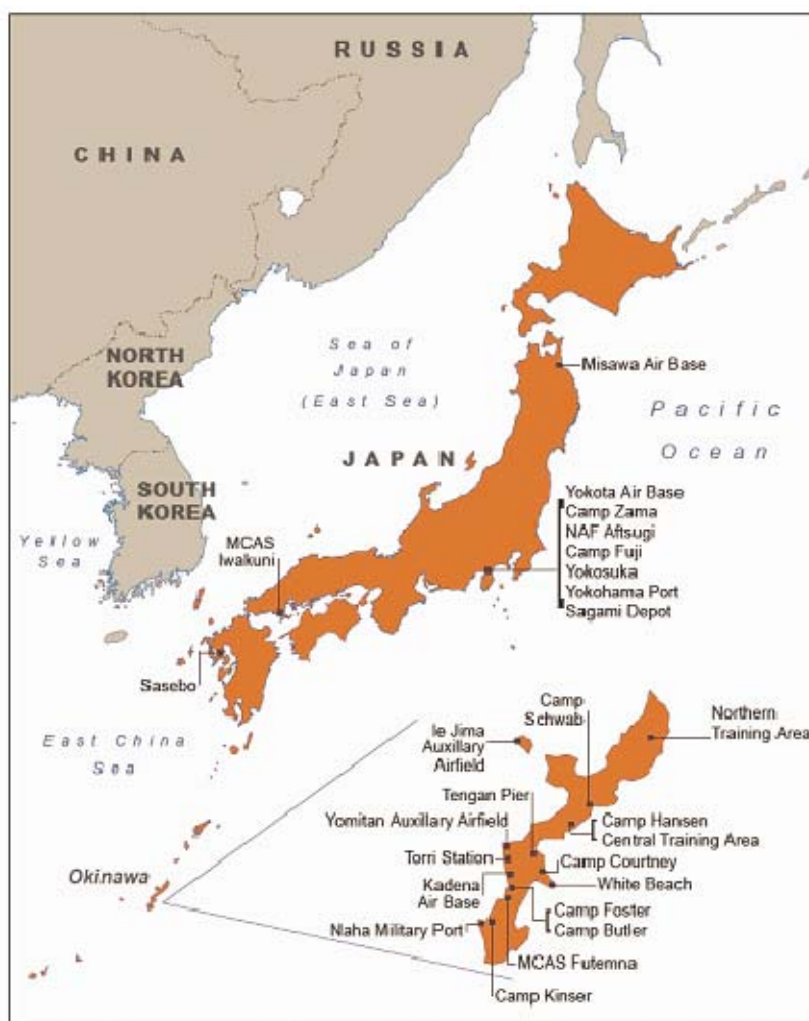 RUSSIA
CHINA
NORTH
KOREA
Sea of
Japan
(East Sea)
Misawa Air Base
Pacific
Ocean
JAPAN
SOUTH
KOREA
Yellow
Sea
MCAS
Iwakuni
Yokota Air Base
Camp Zama
NAF Aftsugi
Camp Fuji
Yokosuka
Yokohama Port
Sagami Depot
Sasebo
East China
Sea
Camp
Schwab
Northern
Training Area
Ie Jima
Auxillary
Airfield
Tengan Pier
Yomitan Auxillary Airfield
Camp Hansen
Central Training Area
Torri Station
Camp Courtney
Okinawa
Kadena
Air Base
White Beach
Camp Foster
Camp Butler
Naha Military Port
MCAS Futemna
Camp Kinser